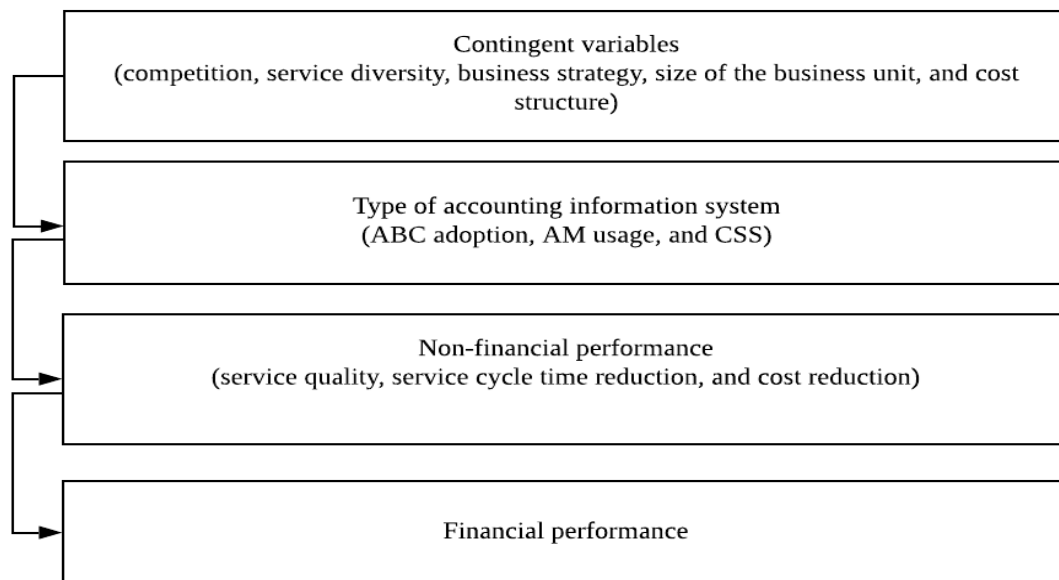 Contingent variables
(competition, service diversity, business strategy, size of the business unit, and cost
structure)
Type of accounting information system
(ABC adoption, AM usage, and CSS)
Non-financial performance
(service quality, service cycle time reduction, and cost reduction)
Financial performance